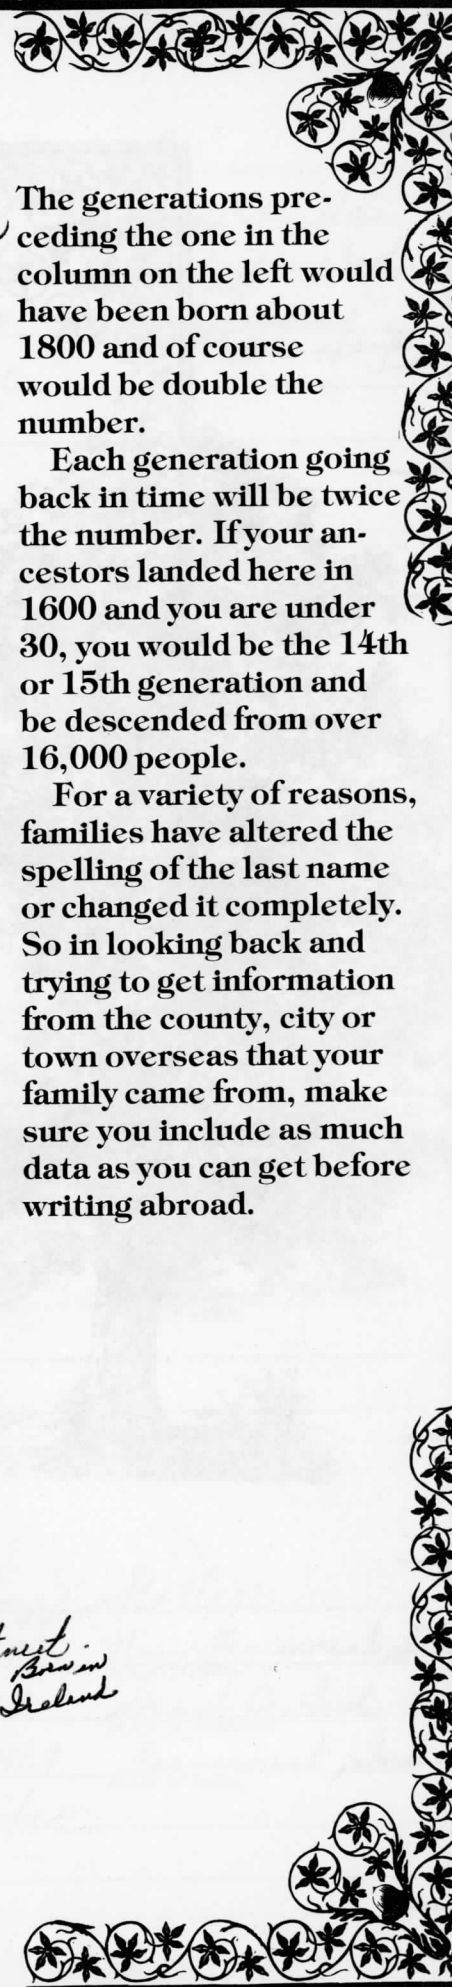 The generations pre-
ceding the one in the
column on the left would
have been born about
1800 and of course
would be double the
number.
Each generation going
back in time will be twice
the number. If your an-
cestors landed here in
1600 and you are under
30, you would be the 14th
or 15th generation and
be descended from over
16,000 people.
For a variety of reasons,
families have altered the
spelling of the last name
or changed it completely.
So in looking back and
trying to get information
from the county, city or
town overseas that your
family came from, make
sure you include as much
data as you can get before
writing abroad.
Born in
Ireland